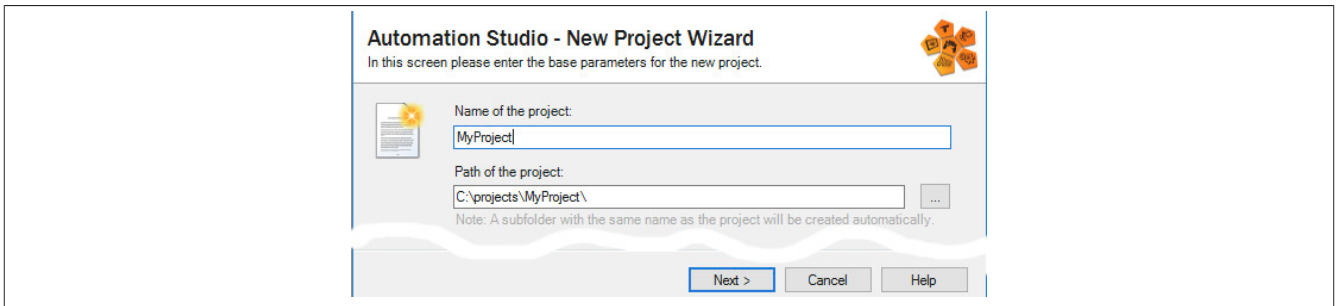 Automation Studio - New Project Wizard
In this screen please enter the base parameters for the new project.
Name of the project:
MyProject
Path of the project:
C:\projects\MyProject\
...
Note: A subfolder with the same name as the project will be created automatically.
Next >
Cancel
Help